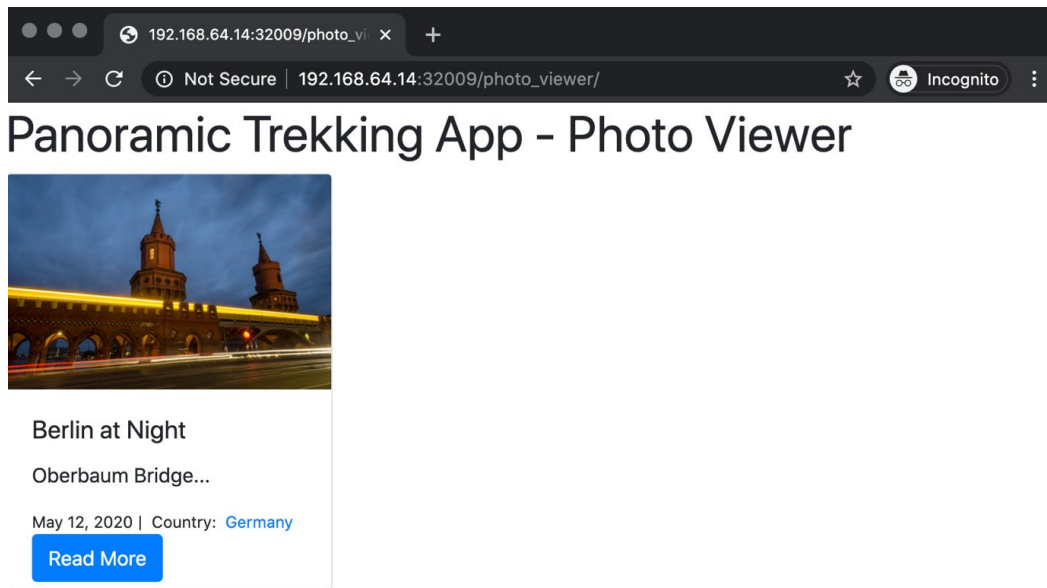 192.168.64.14:32009/photo_vi
Not Secure | 192.168.64.14:32009/photo_viewer/
Incognito
Panoramic Trekking App - Photo Viewer
Berlin at Night
Oberbaum Bridge...
May 12, 2020 | Country: Germany
Read More